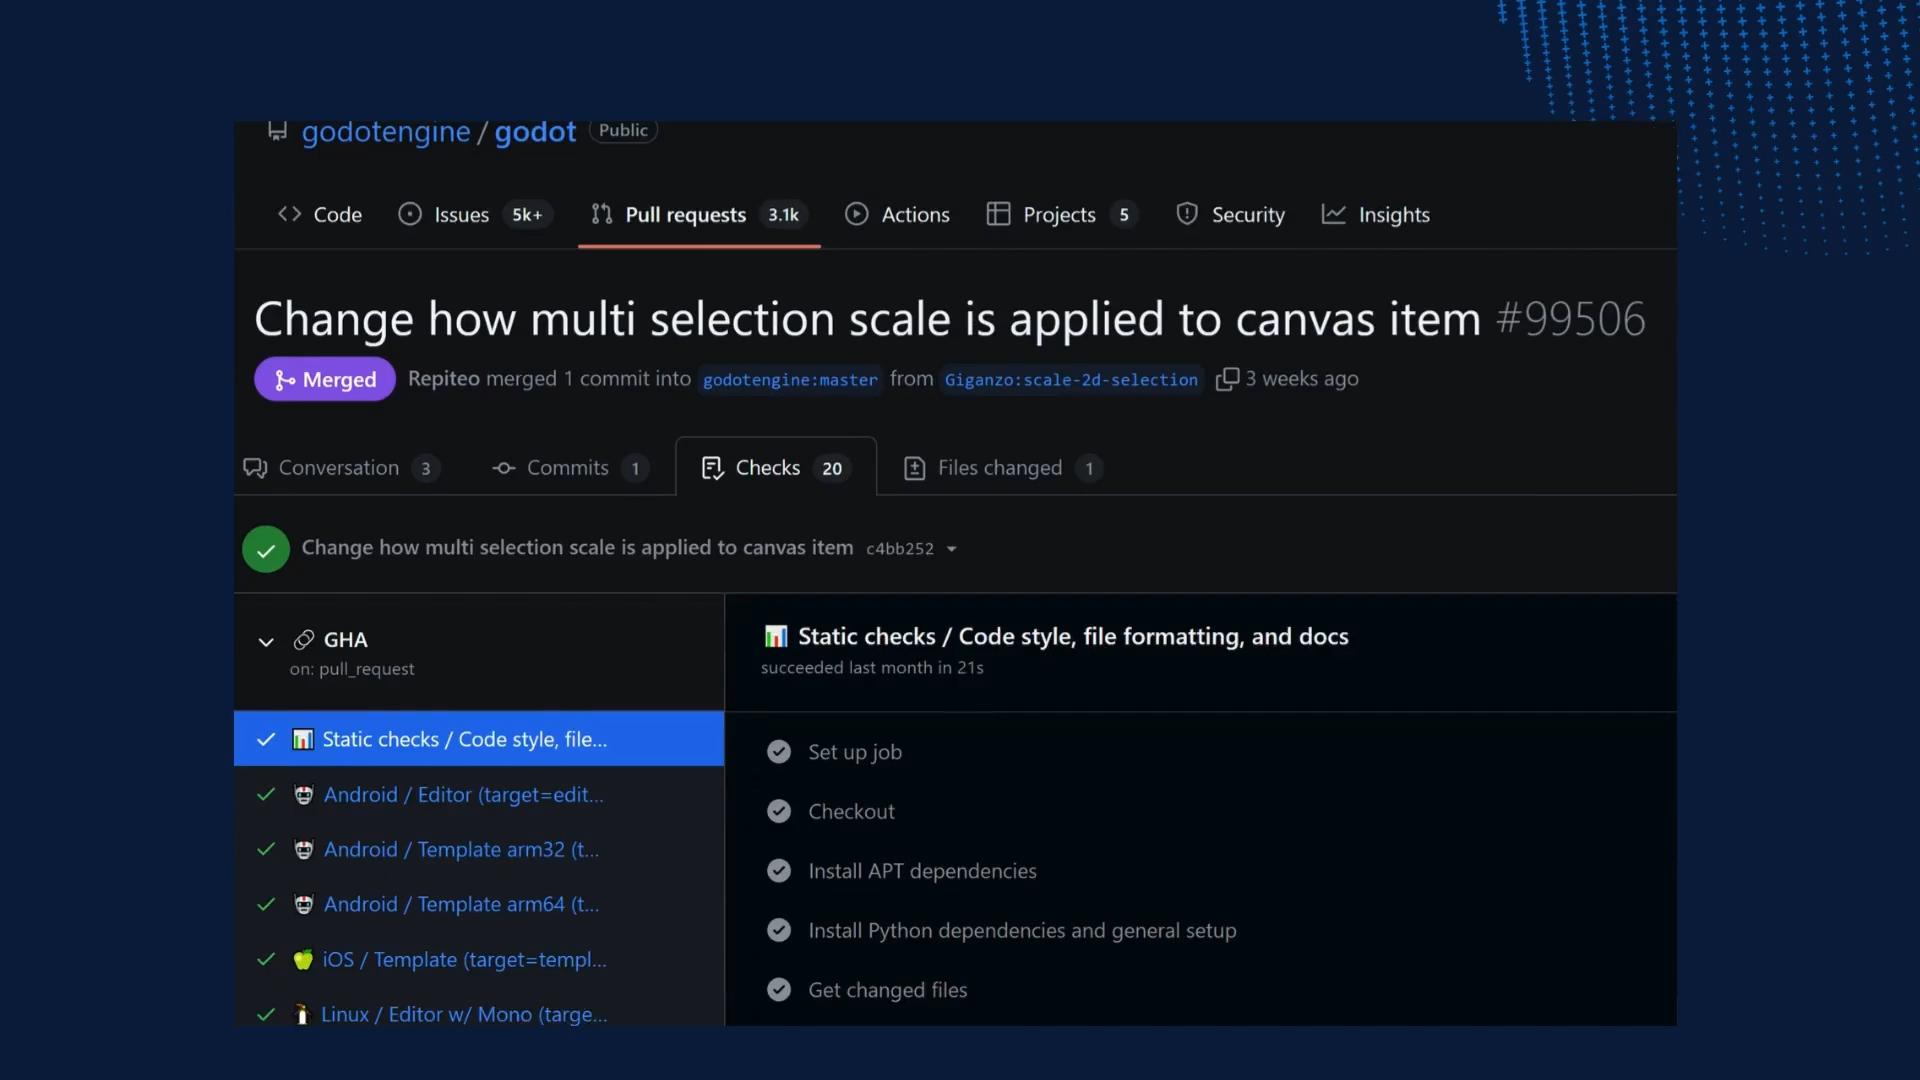 godotengine / godot Public
Code Issues 5k+ Pull requests 3.1k Actions Projects 5 Security Insights
Change how multi selection scale is applied to canvas item #99506
Merged Repiteo merged 1 commit into godotengine:master from Giganzo:scale-2d-selection 3 weeks ago
Conversation 3 Commits 1 Checks 20 Files changed 1
Change how multi selection scale is applied to canvas item c4bb252
GHA
on: pull_request
Static checks / Code style, file...
Android / Editor (target=edit...
Android / Template arm32 (t...
Android / Template arm64 (t...
iOS / Template (target=templ...
Linux / Editor w/ Mono (targe...
Static checks / Code style, file formatting, and docs
succeeded last month in 21s
Set up job
Checkout
Install APT dependencies
Install Python dependencies and general setup
Get changed files